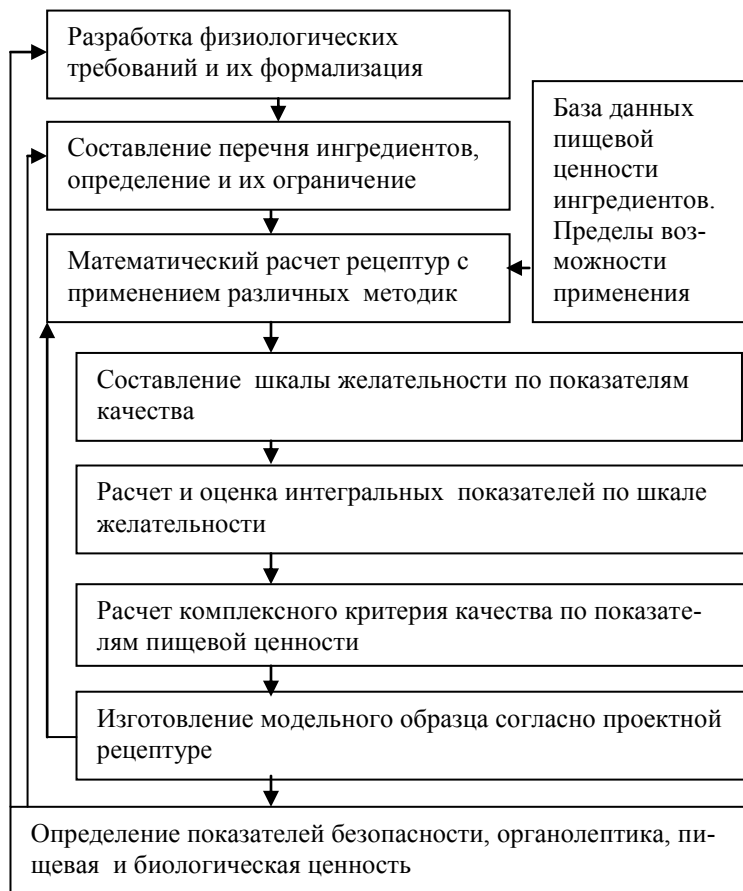 Разработка физиологических
требований и их формализация
Составление перечня ингредиентов,
определение и их ограничение
База данных
пищевой
ценности
ингредиентов.
Пределы воз-
можности
применения
Математический расчет рецептур с
применением различных методик
Составление шкалы желательности по показателям
качества
Расчет и оценка интегральных показателей по шкале
желательности
Расчет комплексного критерия качества по показате-
лям пищевой ценности
Изготовление модельного образца согласно проектной
рецептуре
Определение показателей безопасности, органолептика, пи-
щевая и биологическая ценность